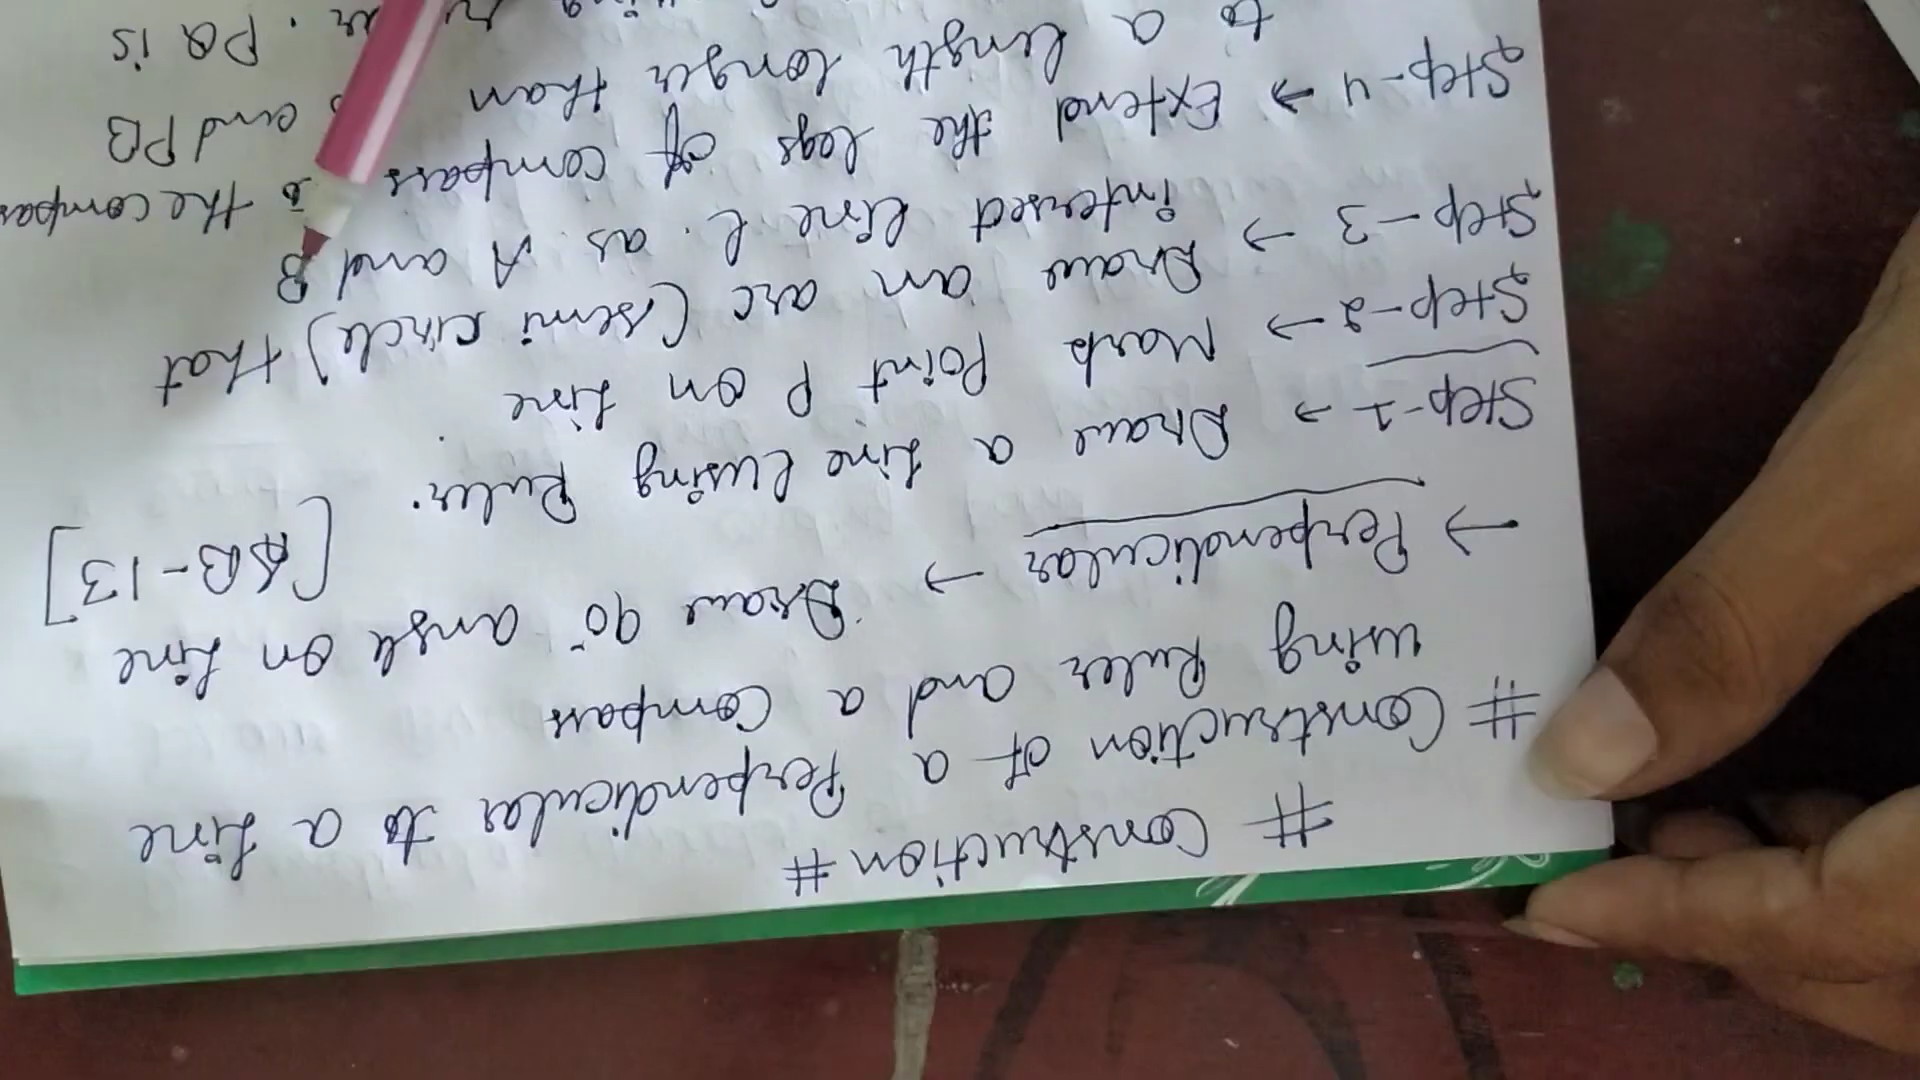 # Construction #
# Construction of a Perpendicular to a Line
using Ruler and a Compass
→ Perpendicular → Draw 90° angle on Line
[AB-13]
Step-1 → Draw a Line l using Ruler.
Step-2 → Mark Point P on Line
Step-3 → Draw an arc (semi circle) that
intersed line l. as A and B
Step-4 → Extend the legs of compass the compas
to a length longer than and PB
PQ is